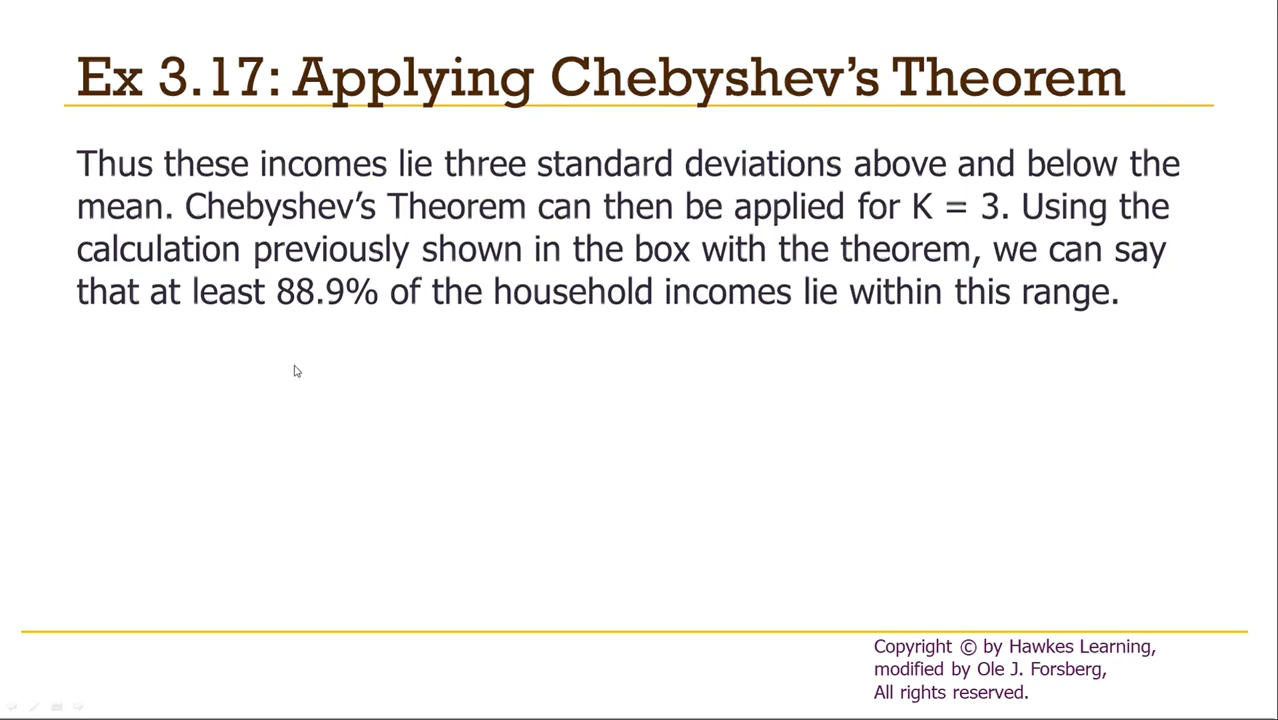 Ex 3.17: Applying Chebyshev’s Theorem
Thus these incomes lie three standard deviations above and below the
mean. Chebyshev’s Theorem can then be applied for K = 3. Using the
calculation previously shown in the box with the theorem, we can say
that at least 88.9% of the household incomes lie within this range.
Copyright © by Hawkes Learning,
modified by Ole J. Forsberg,
All rights reserved.